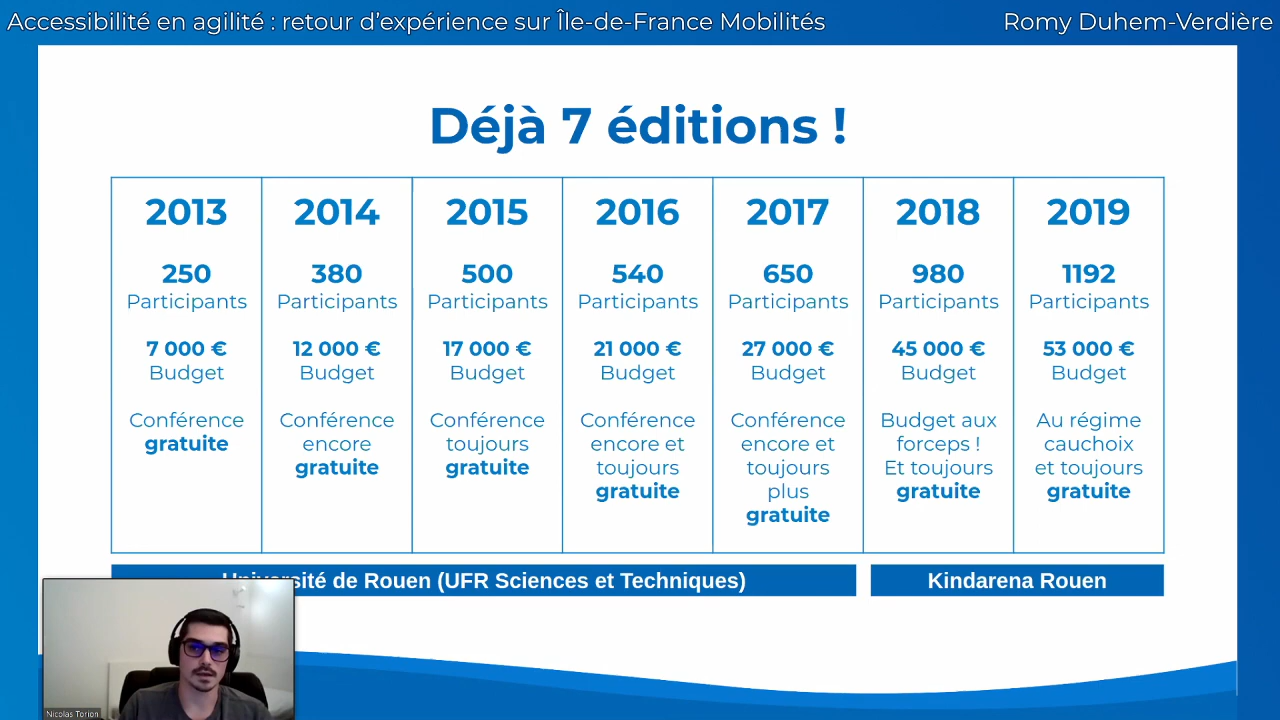 Accessibilité en agilité : retour d’expérience sur Île-de-France Mobilités
Romy Duhem-Verdière
Déjà 7 éditions !
2013
250
Participants
7 000 €
Budget
Conférence
gratuite
2014
380
Participants
12 000 €
Budget
Conférence
encore
gratuite
2015
500
Participants
17 000 €
Budget
Conférence
toujours
gratuite
2016
540
Participants
21 000 €
Budget
Conférence
encore et
toujours
gratuite
2017
650
Participants
27 000 €
Budget
Conférence
encore et
toujours
plus
gratuite
2018
980
Participants
45 000 €
Budget
Budget aux
forceps !
Et toujours
gratuite
2019
1192
Participants
53 000 €
Budget
Au régime
cauchoix
et toujours
gratuite
Université de Rouen (UFR Sciences et Techniques)
Kindarena Rouen
Nicolas Torion